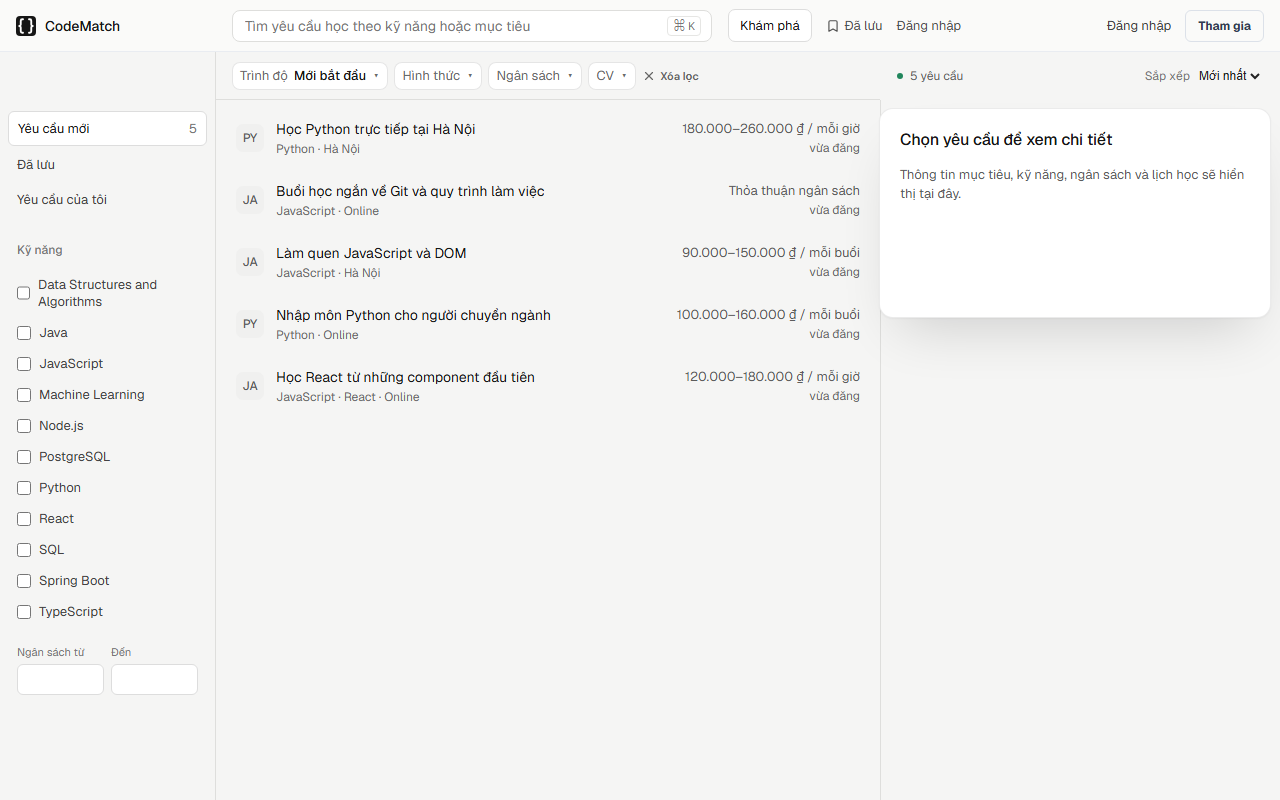 CodeMatch
Tìm yêu cầu học theo kỹ năng hoặc mục tiêu
⌘ K
Khám phá
Đã lưu
Đăng nhập
Đăng nhập
Tham gia
Trình độ Mới bắt đầu
Hình thức
Ngân sách
CV
Xóa lọc
5 yêu cầu
Sắp xếp Mới nhất
Yêu cầu mới 5
Đã lưu
Yêu cầu của tôi
Kỹ năng
Data Structures and
Algorithms
Java
JavaScript
Machine Learning
Node.js
PostgreSQL
Python
React
SQL
Spring Boot
TypeScript
Ngân sách từ
Đến
PY
Học Python trực tiếp tại Hà Nội
Python · Hà Nội
180.000–260.000 ₫ / mỗi giờ
vừa đăng
JA
Buổi học ngắn về Git và quy trình làm việc
JavaScript · Online
Thỏa thuận ngân sách
vừa đăng
JA
Làm quen JavaScript và DOM
JavaScript · Hà Nội
90.000–150.000 ₫ / mỗi buổi
vừa đăng
PY
Nhập môn Python cho người chuyển ngành
Python · Online
100.000–160.000 ₫ / mỗi buổi
vừa đăng
JA
Học React từ những component đầu tiên
JavaScript · React · Online
120.000–180.000 ₫ / mỗi giờ
vừa đăng
Chọn yêu cầu để xem chi tiết
Thông tin mục tiêu, kỹ năng, ngân sách và lịch học sẽ hiển
thị tại đây.